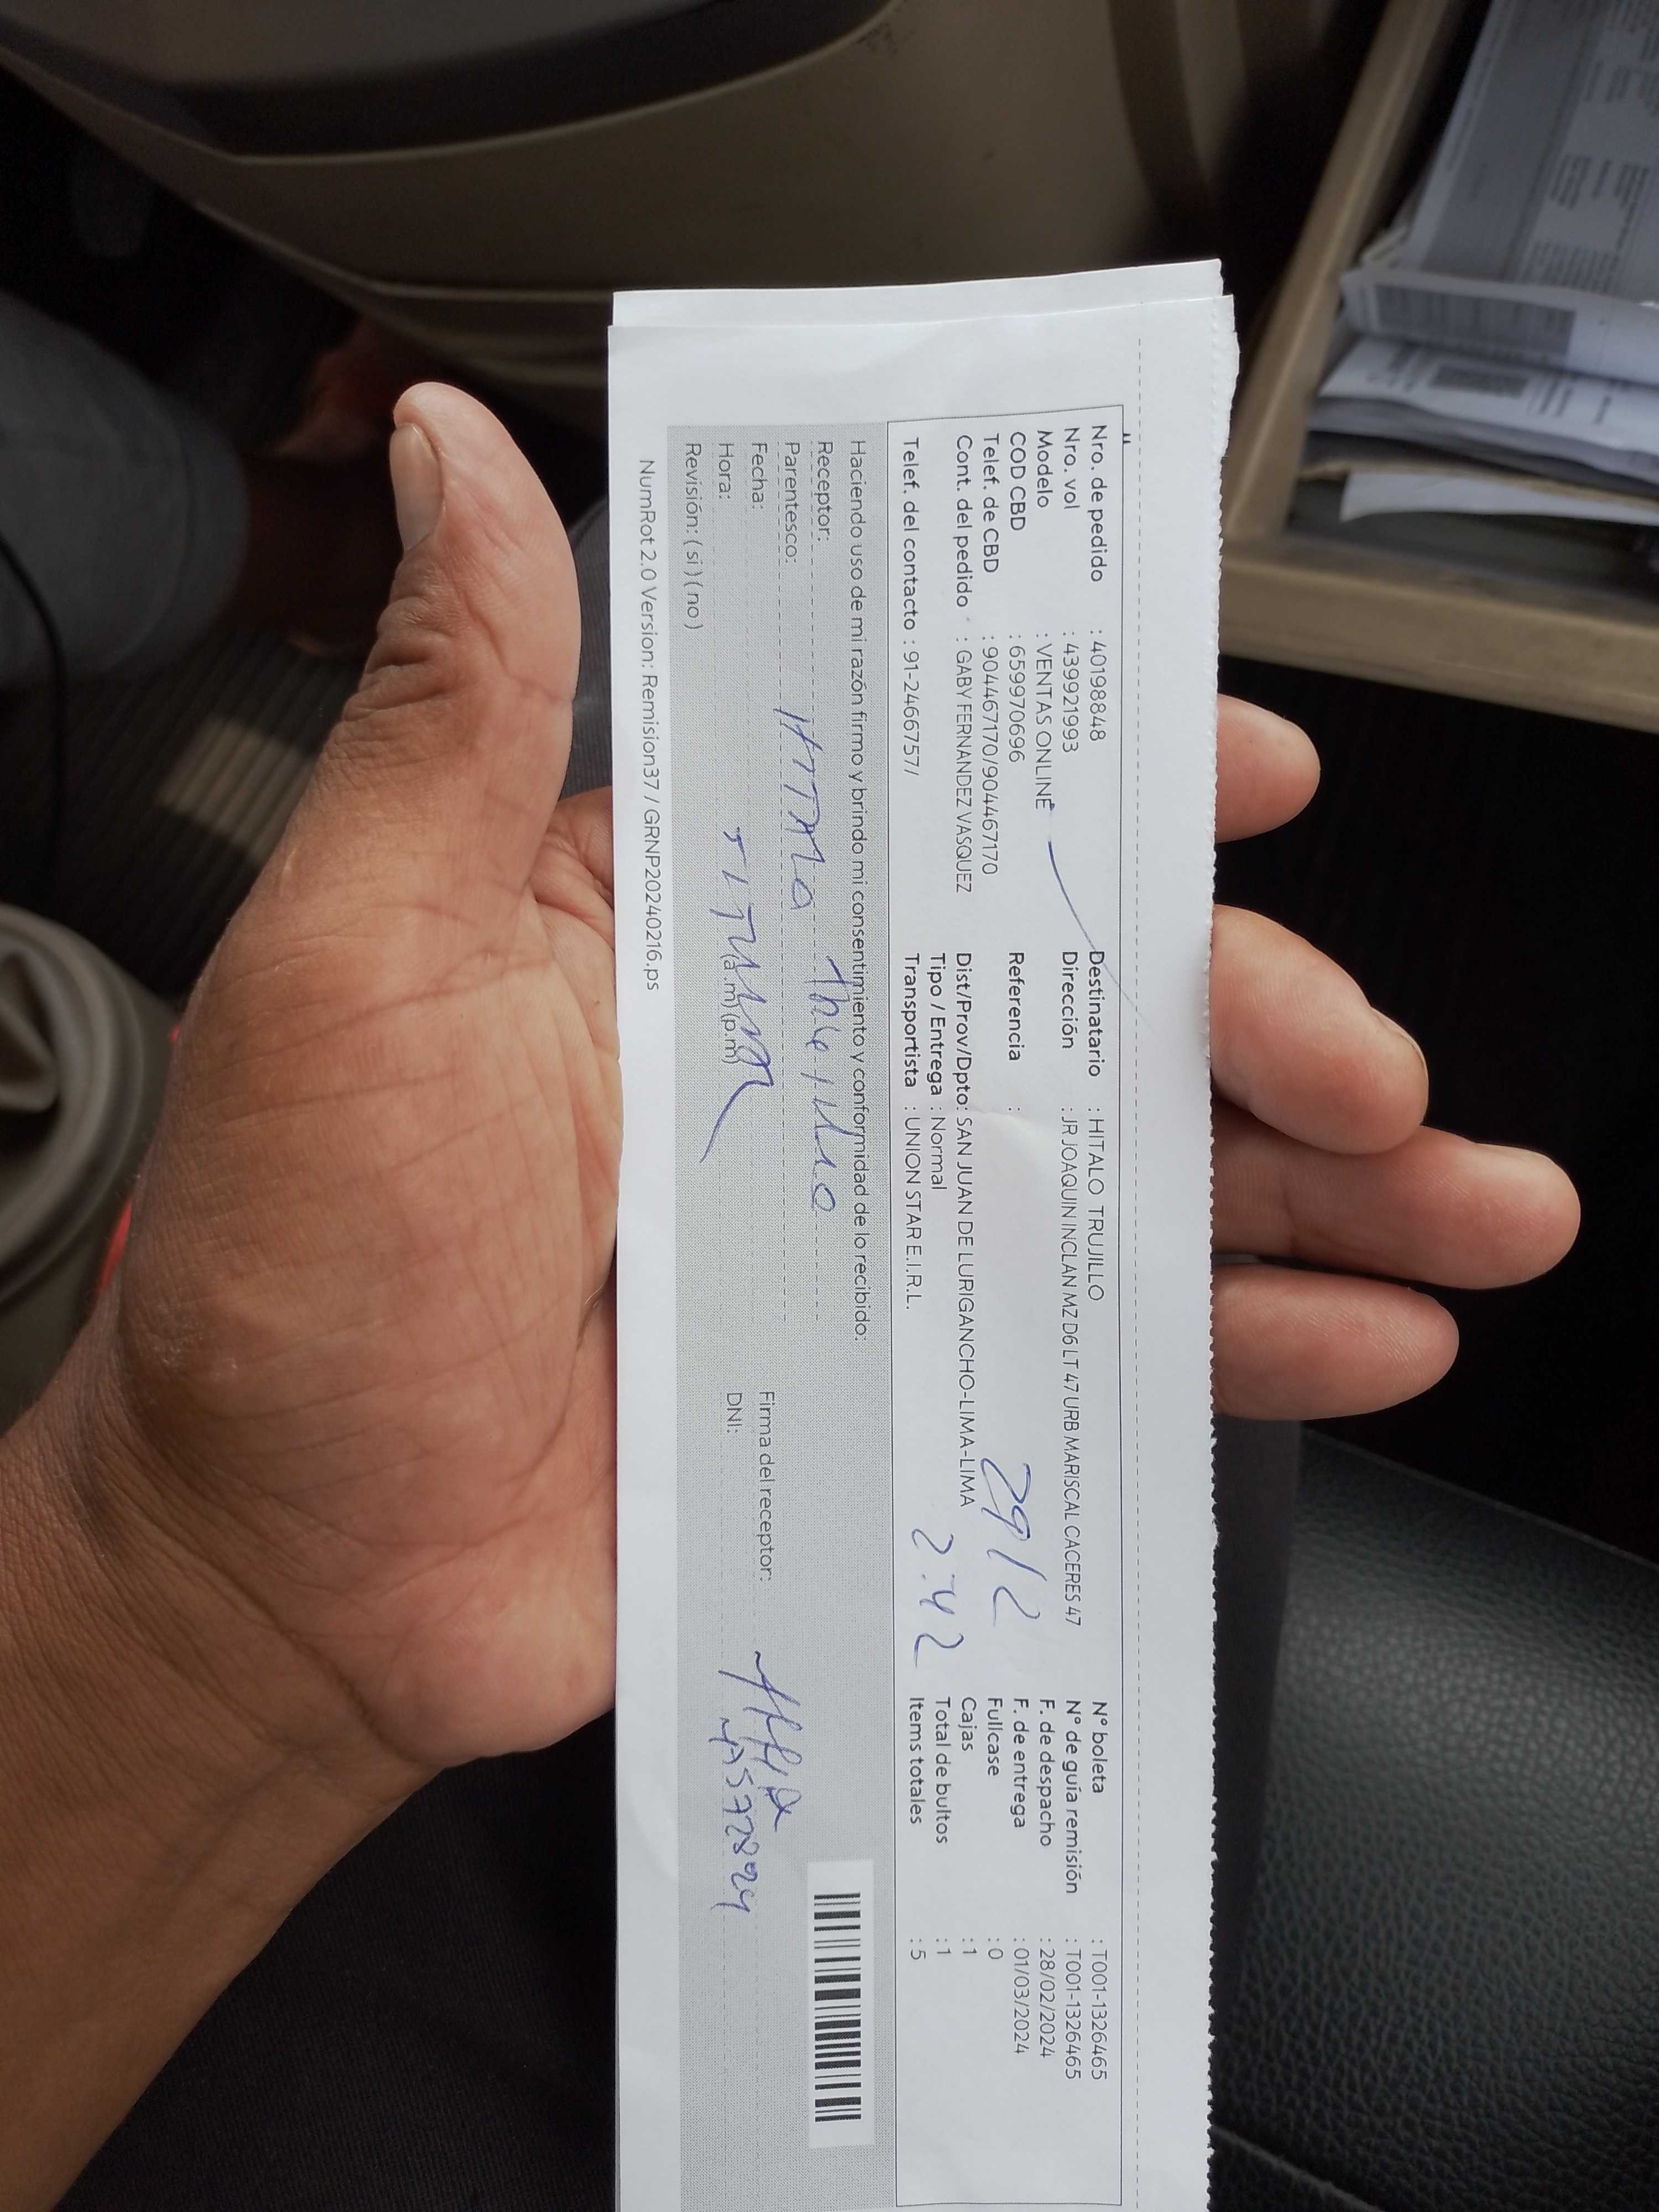 Nro. de pedido : 40198848
Nro. vol : 439921993
Modelo : VENTAS ONLINE
COD CBD : 659970696
Telef. de CBD : 904467170/904467170
Cont. del pedido : GABY FERNANDEZ VASQUEZ
Telef. del contacto : 91-2466757/
Destinatario : HITALO TRUJILLO
Dirección : JR JOAQUIN INCLAN MZ D6 LT 47 URB MARISCAL CACERES 47
Referencia :
Dist/Prov/Dpto: SAN JUAN DE LURIGANCHO-LIMA-LIMA
Tipo / Entrega : Normal
Transportista : UNION STAR E.I.R.L.
29/2
2:42
N° boleta : T001-1326465
N° de guía remisión : T001-1326465
F. de despacho : 28/02/2024
F. de entrega : 01/03/2024
Fullcase : 0
Cajas : 1
Total de bultos : 1
Items totales : 5
Haciendo uso de mi razón firmo y brindo mi consentimiento y conformidad de lo recibido:
Receptor:
Parentesco:
Fecha:
Hora: (a.m) (p.m)
Revisión: ( si ) ( no )
Firma del receptor:
DNI:
NumRot 2.0 Version: Remision37 / GRNP20240216.ps